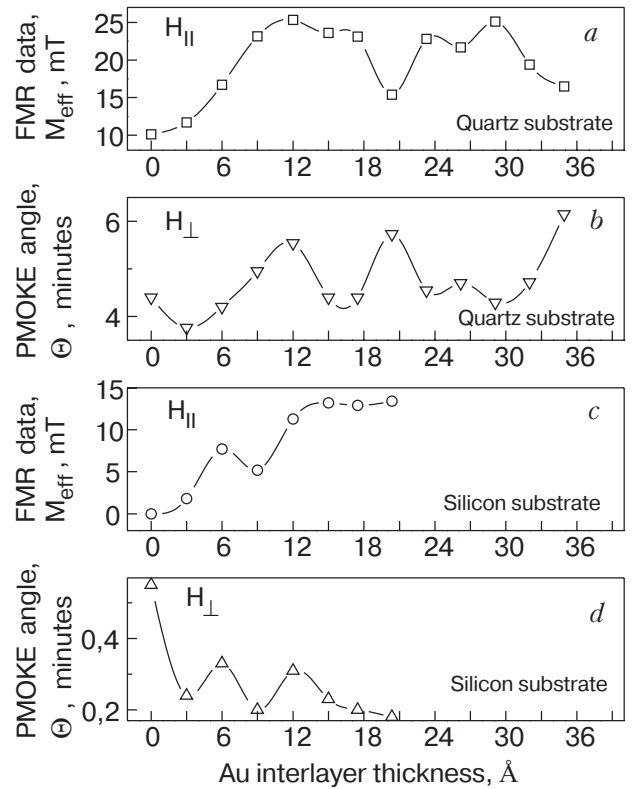 FMR data,
M_eff, mT
25
20
15
10
H_||
a
Quartz substrate
0 6 12 18 24 30 36
PMOKE angle,
Θ, minutes
6
4
H_⊥
b
Quartz substrate
0 6 12 18 24 30 36
FMR data,
M_eff, mT
15
10
5
0
H_||
c
Silicon substrate
0 6 12 18 24 30 36
PMOKE angle,
Θ, minutes
0,4
0,2
H_⊥
d
Silicon substrate
0 6 12 18 24 30 36
Au interlayer thickness, Å